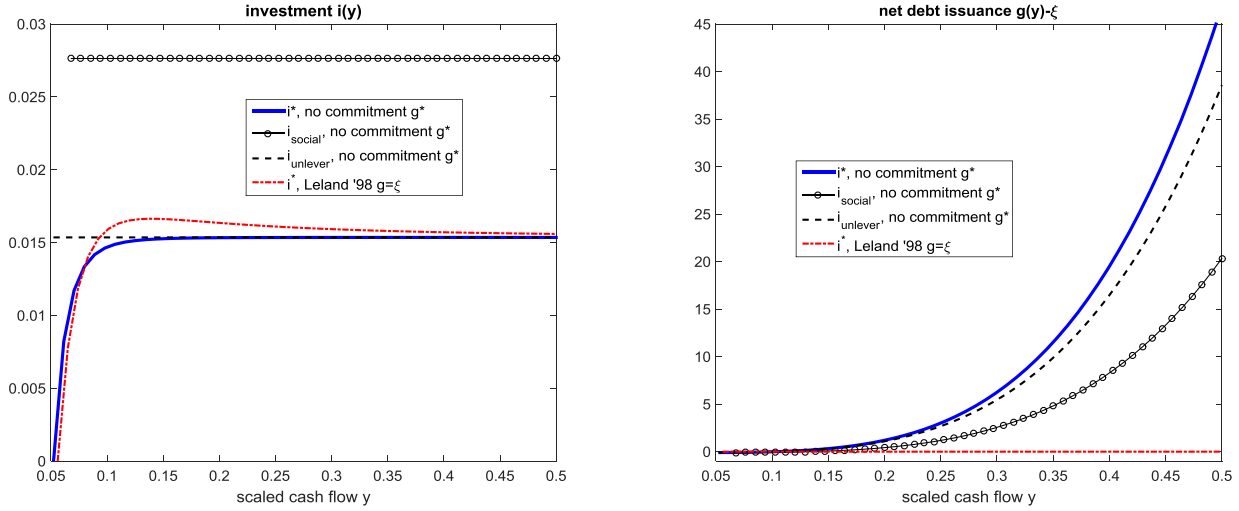 investment i(y)
0.03
0.025
0.02
0.015
0.01
0.005
0
i*, no commitment g*
i_social, no commitment g*
i_unlever, no commitment g*
i*, Leland '98 g=ξ
0.05 0.1 0.15 0.2 0.25 0.3 0.35 0.4 0.45 0.5
scaled cash flow y
net debt issuance g(y)-ξ
45
40
35
30
25
20
15
10
5
0
i*, no commitment g*
i_social, no commitment g*
i_unlever, no commitment g*
i*, Leland '98 g=ξ
0.05 0.1 0.15 0.2 0.25 0.3 0.35 0.4 0.45 0.5
scaled cash flow y